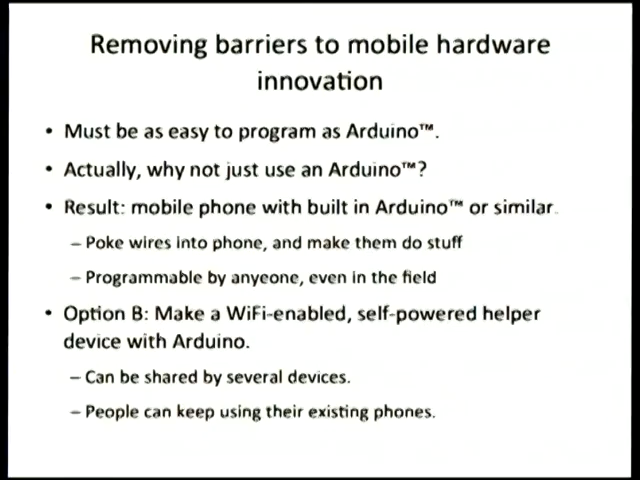 Removing barriers to mobile hardware
innovation
• Must be as easy to program as Arduino™.
• Actually, why not just use an Arduino™?
• Result: mobile phone with built in Arduino™ or similar.
– Poke wires into phone, and make them do stuff
– Programmable by anyeone, even in the field
• Option B: Make a WiFi-enabled, self-powered helper
device with Arduino.
– Can be shared by several devices.
– People can keep using their existing phones.